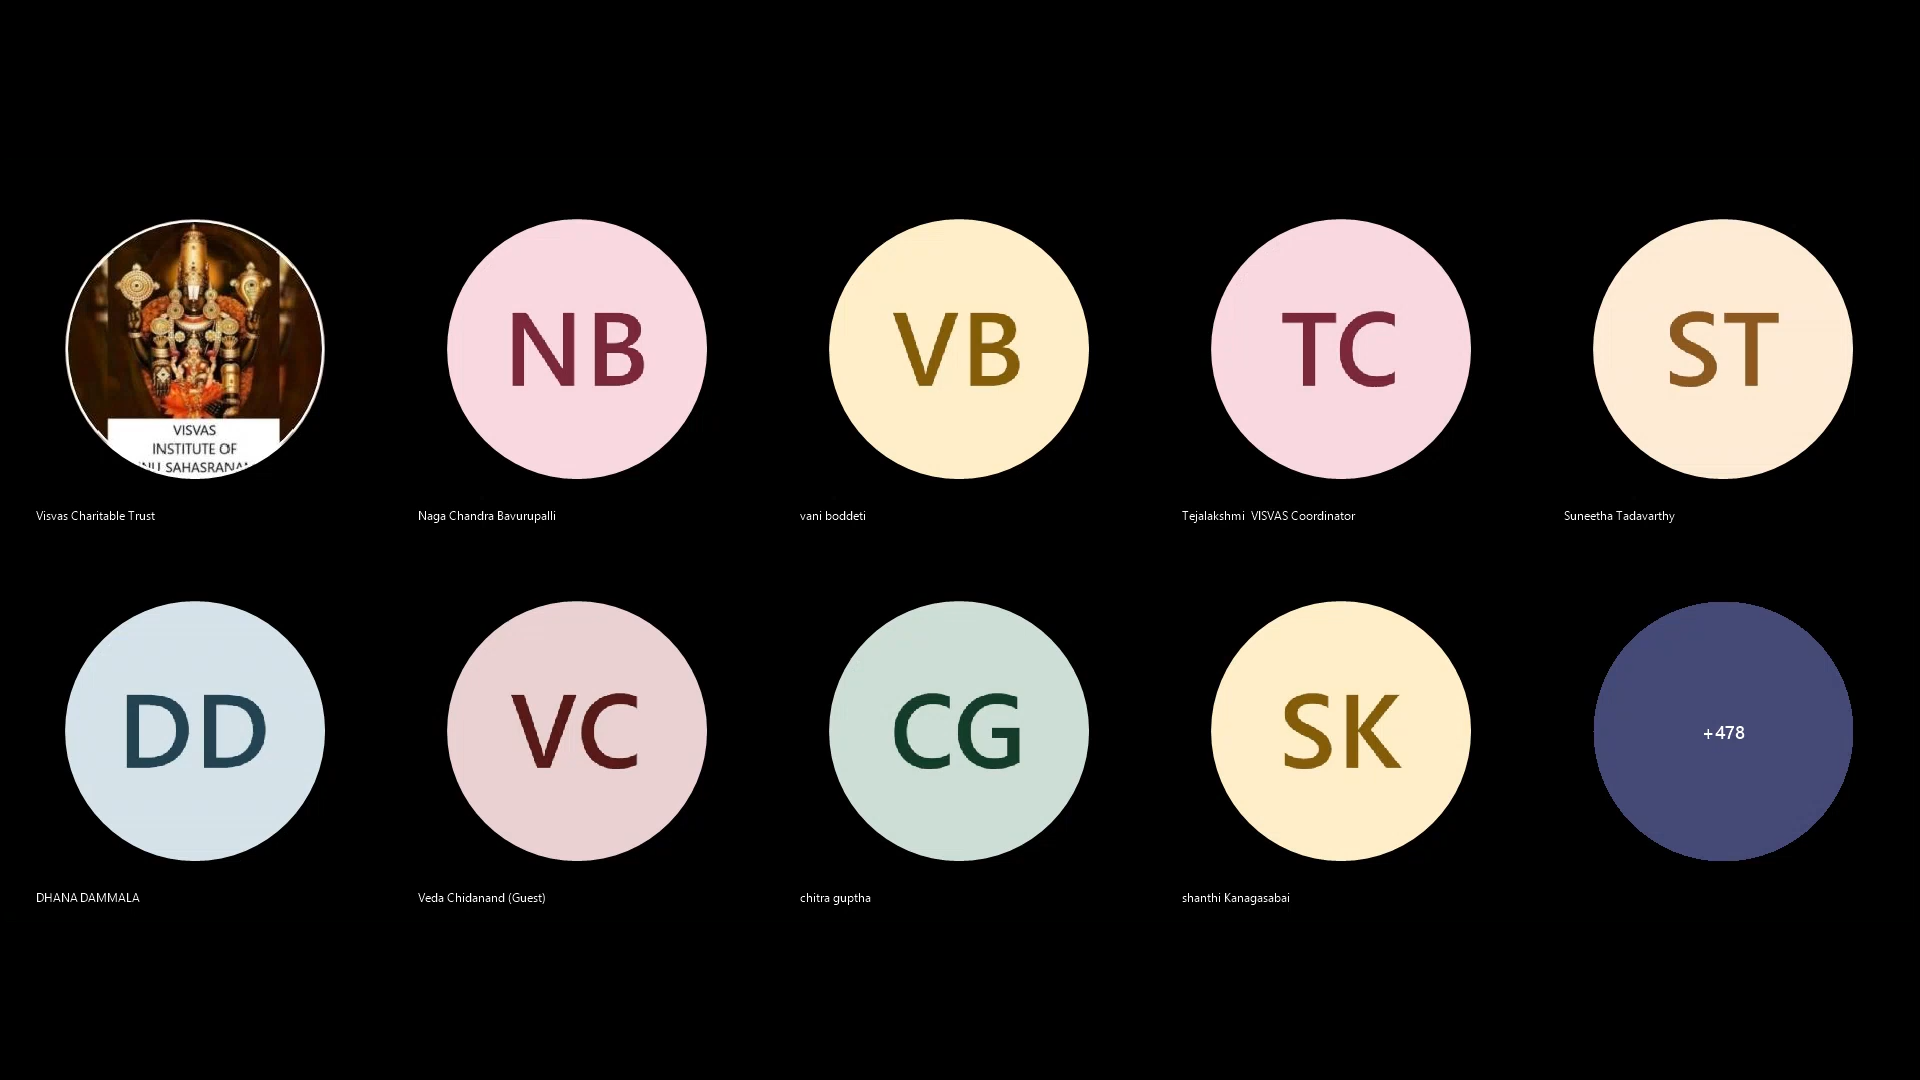 VISVAS
INSTITUTE OF
SAHASRANAM
NB
VB
TC
ST
Visvas Charitable Trust
Naga Chandra Bavurupalli
vani boddeti
Tejalakshmi VISVAS Coordinator
Suneetha Tadavarthy
DD
VC
CG
SK
+478
DHANA DAMMALA
Veda Chidanand (Guest)
chitra guptha
shanthi Kanagasabai